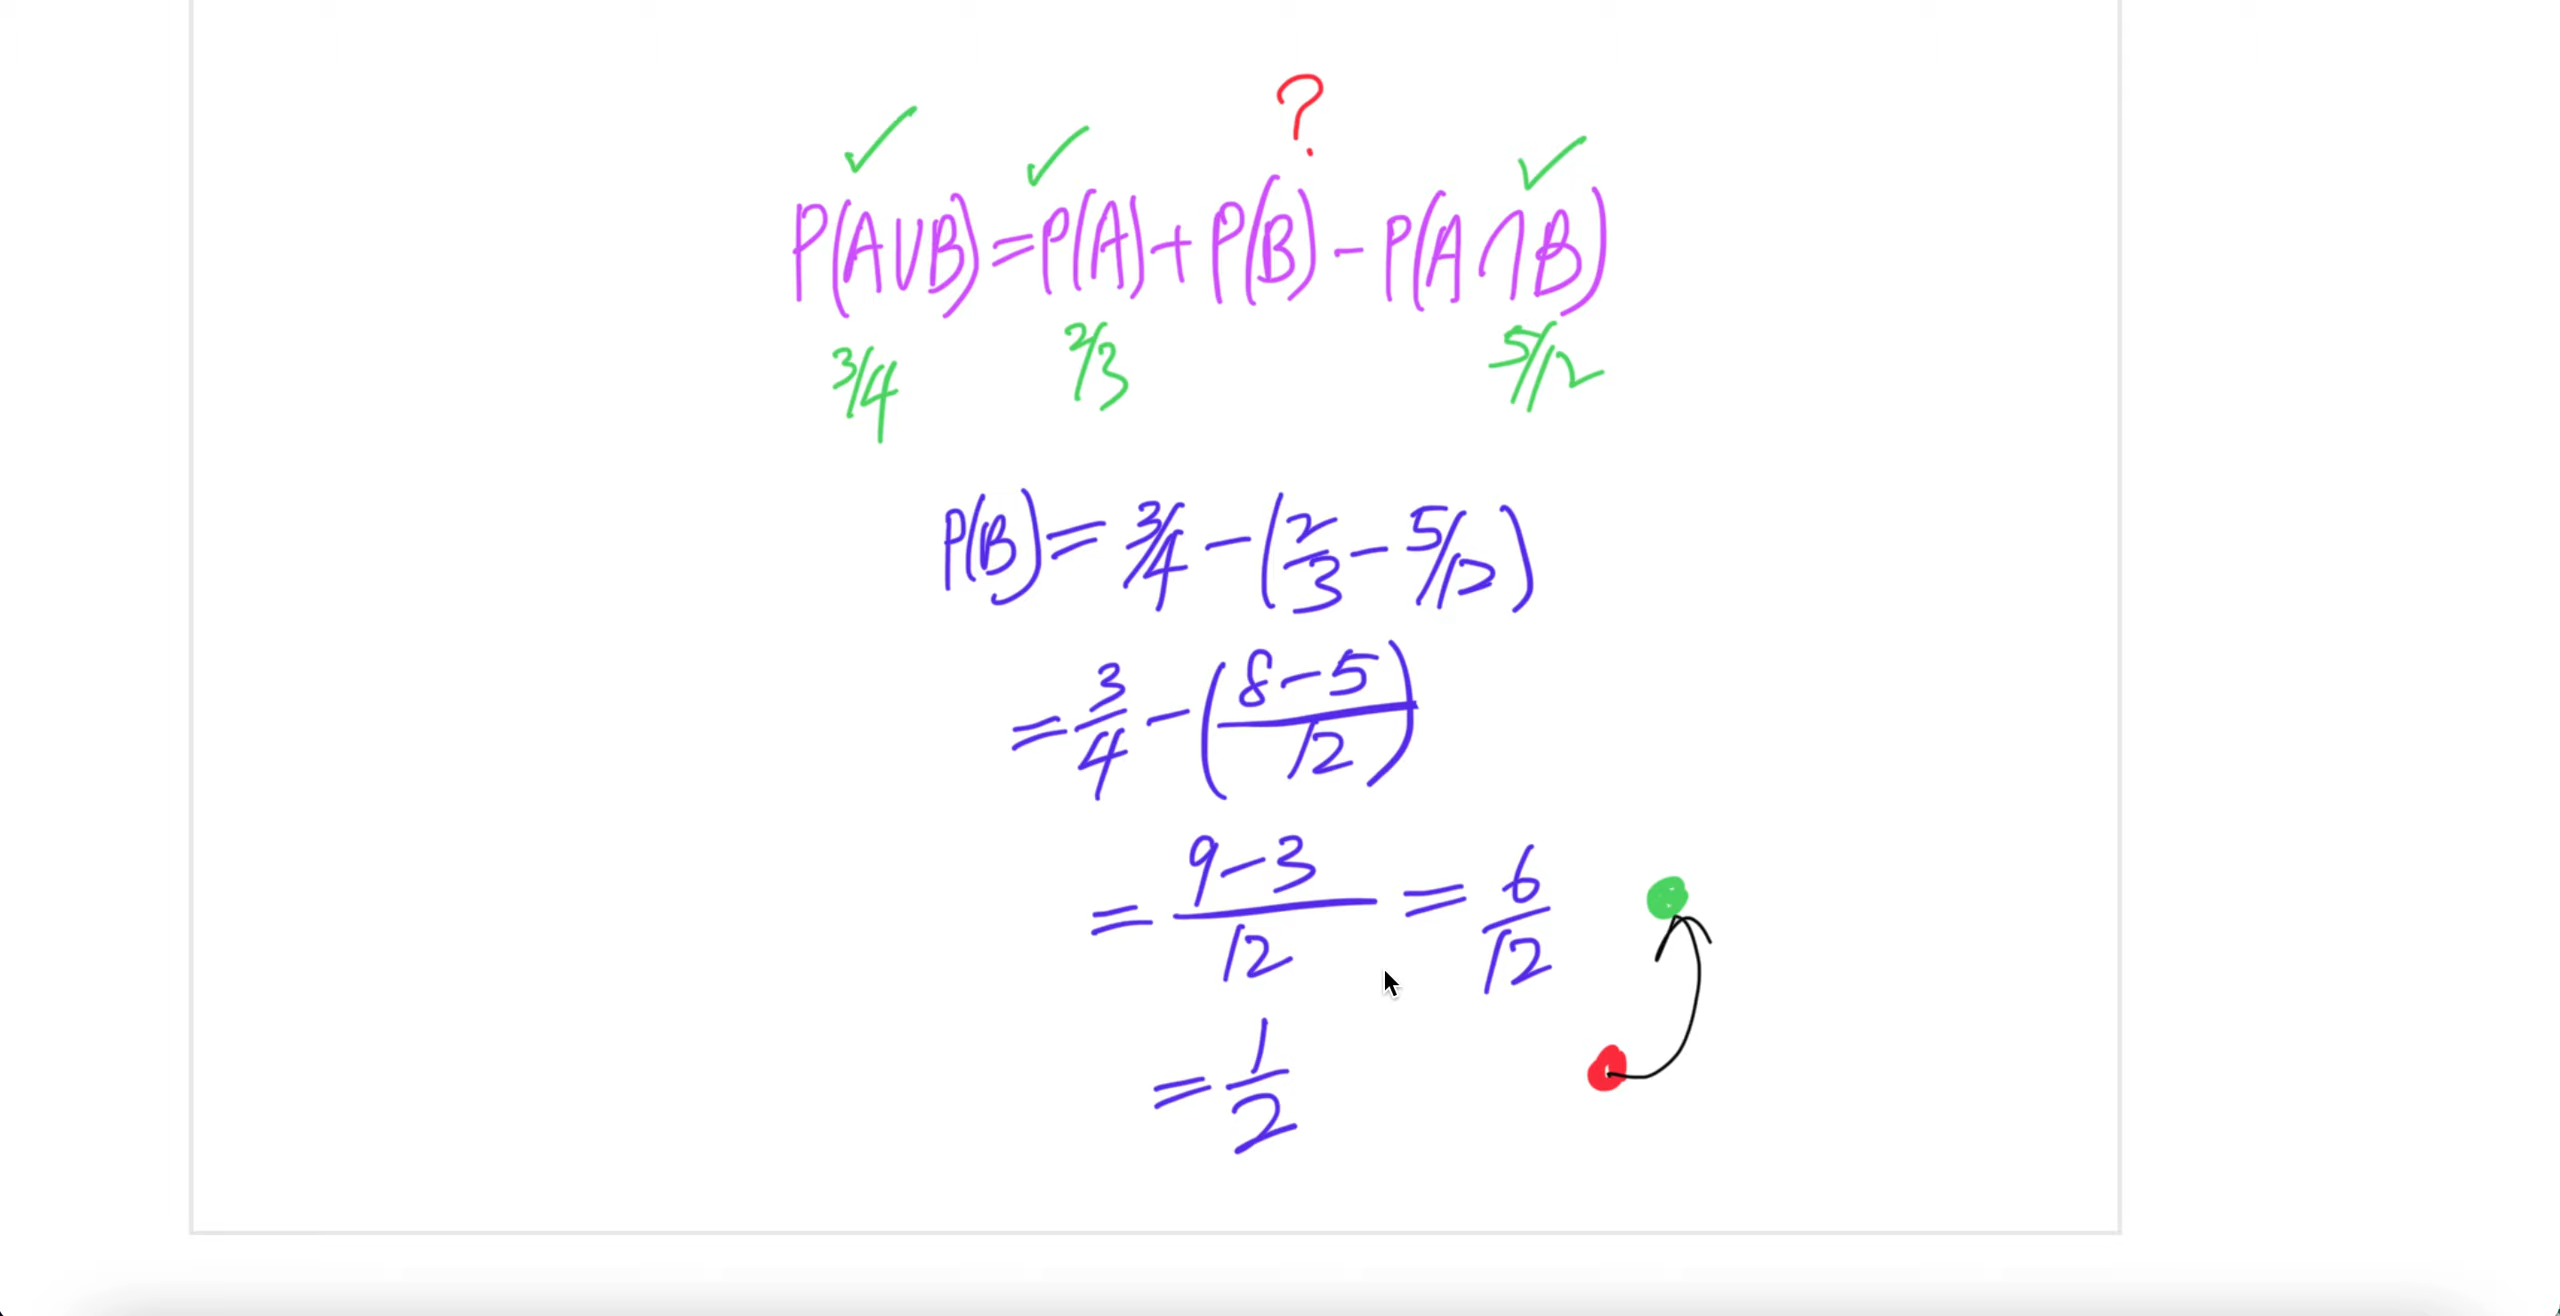 ?
P(A∪B) = P(A) + P(B) - P(A∩B)
3/4 2/3 5/12
P(B) = 3/4 - (2/3 - 5/12)
= 3/4 - ((8-5)/12)
= (9-3)/12 = 6/12
= 1/2